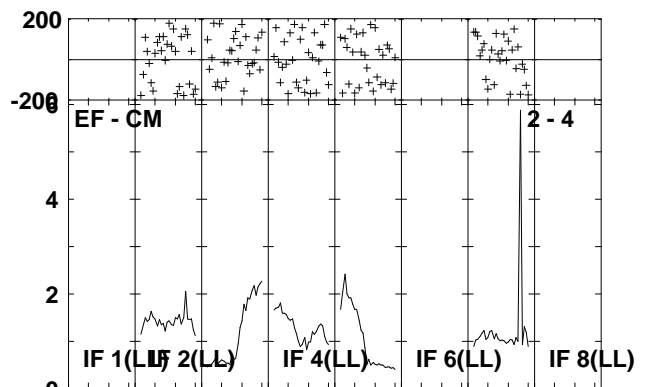 200
-200
6
EF - CM
2 - 4
4
2
IF 1(LL)
IF 2(LL)
IF 4(LL)
IF 6(LL)
IF 8(LL)
0